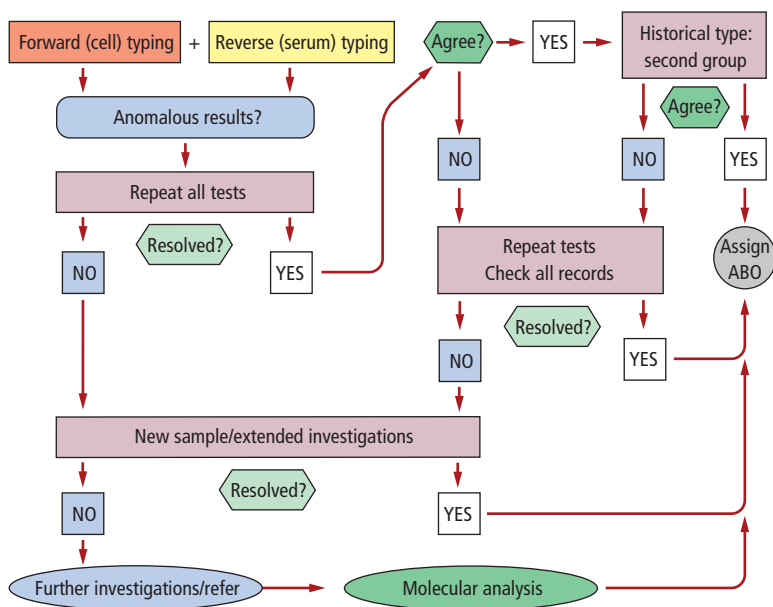 Forward (cell) typing
+
Reverse (serum) typing
Agree?
YES
Historical type:
second group
Anomalous results?
Agree?
NO
NO
YES
Repeat all tests
Resolved?
NO
YES
Repeat tests
Check all records
Assign
ABO
Resolved?
NO
YES
New sample/extended investigations
Resolved?
NO
YES
Further investigations/refer
Molecular analysis